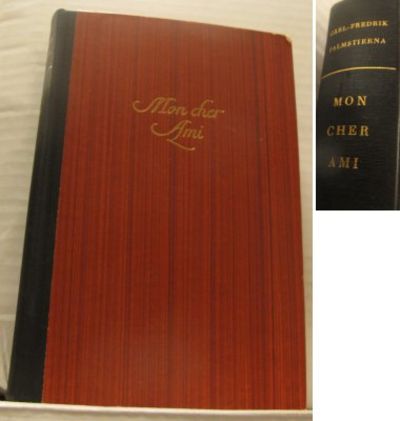 Mon cher
Ami
CARL-FREDRIK
PALMSTIERNA
MON
CHER
AMI